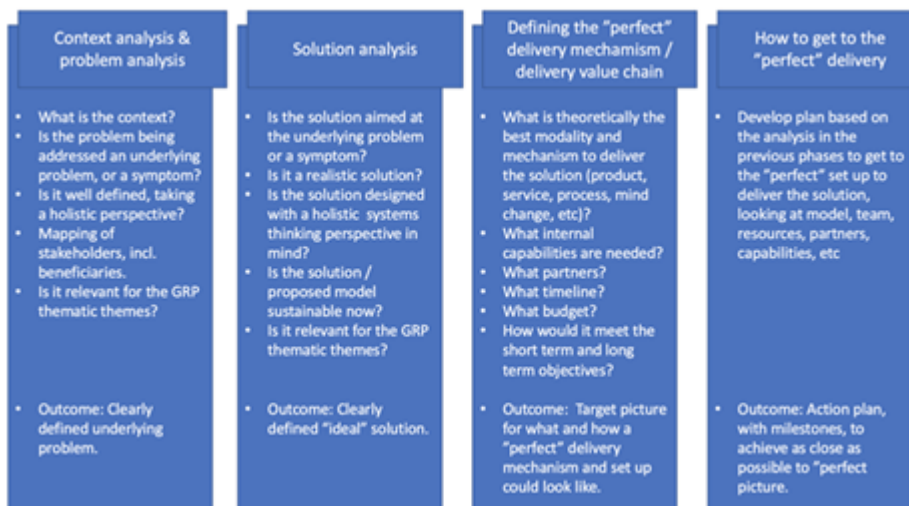 Context analysis &
problem analysis
• What is the context?
• Is the problem being
addressed an underlying
problem, or a symptom?
• Is it well defined, taking
a holistic perspective?
• Mapping of
stakeholders, incl.
beneficiaries.
• Is it relevant for the GRP
thematic themes?
• Outcome: Clearly
defined underlying
problem.
Solution analysis
• Is the solution aimed at
the underlying problem
or a symptom?
• Is it a realistic solution?
• Is the solution designed
with a holistic systems
thinking perspective in
mind?
• Is the solution /
proposed model
sustainable now?
• Is it relevant for the GRP
thematic themes?
• Outcome: Clearly
defined "ideal" solution.
Defining the "perfect"
delivery mechamism /
delivery value chain
• What is theoretically the
best modality and
mechanism to deliver
the solution (product,
service, process, mind
change, etc)?
• What internal
capabilities are needed?
• What partners?
• What timeline?
• What budget?
• How would it meet the
short term and long
term objectives?
• Outcome: Target picture
for what and how a
"perfect" delivery
mechanism and set up
could look like.
How to get to the
"perfect" delivery
• Develop plan based on
the analysis in the
previous phases to get to
the "perfect" set up to
deliver the solution,
looking at model, team,
resources, partners,
capabilities, etc
• Outcome: Action plan,
with milestones, to
achieve as close as
possible to "perfect
picture.